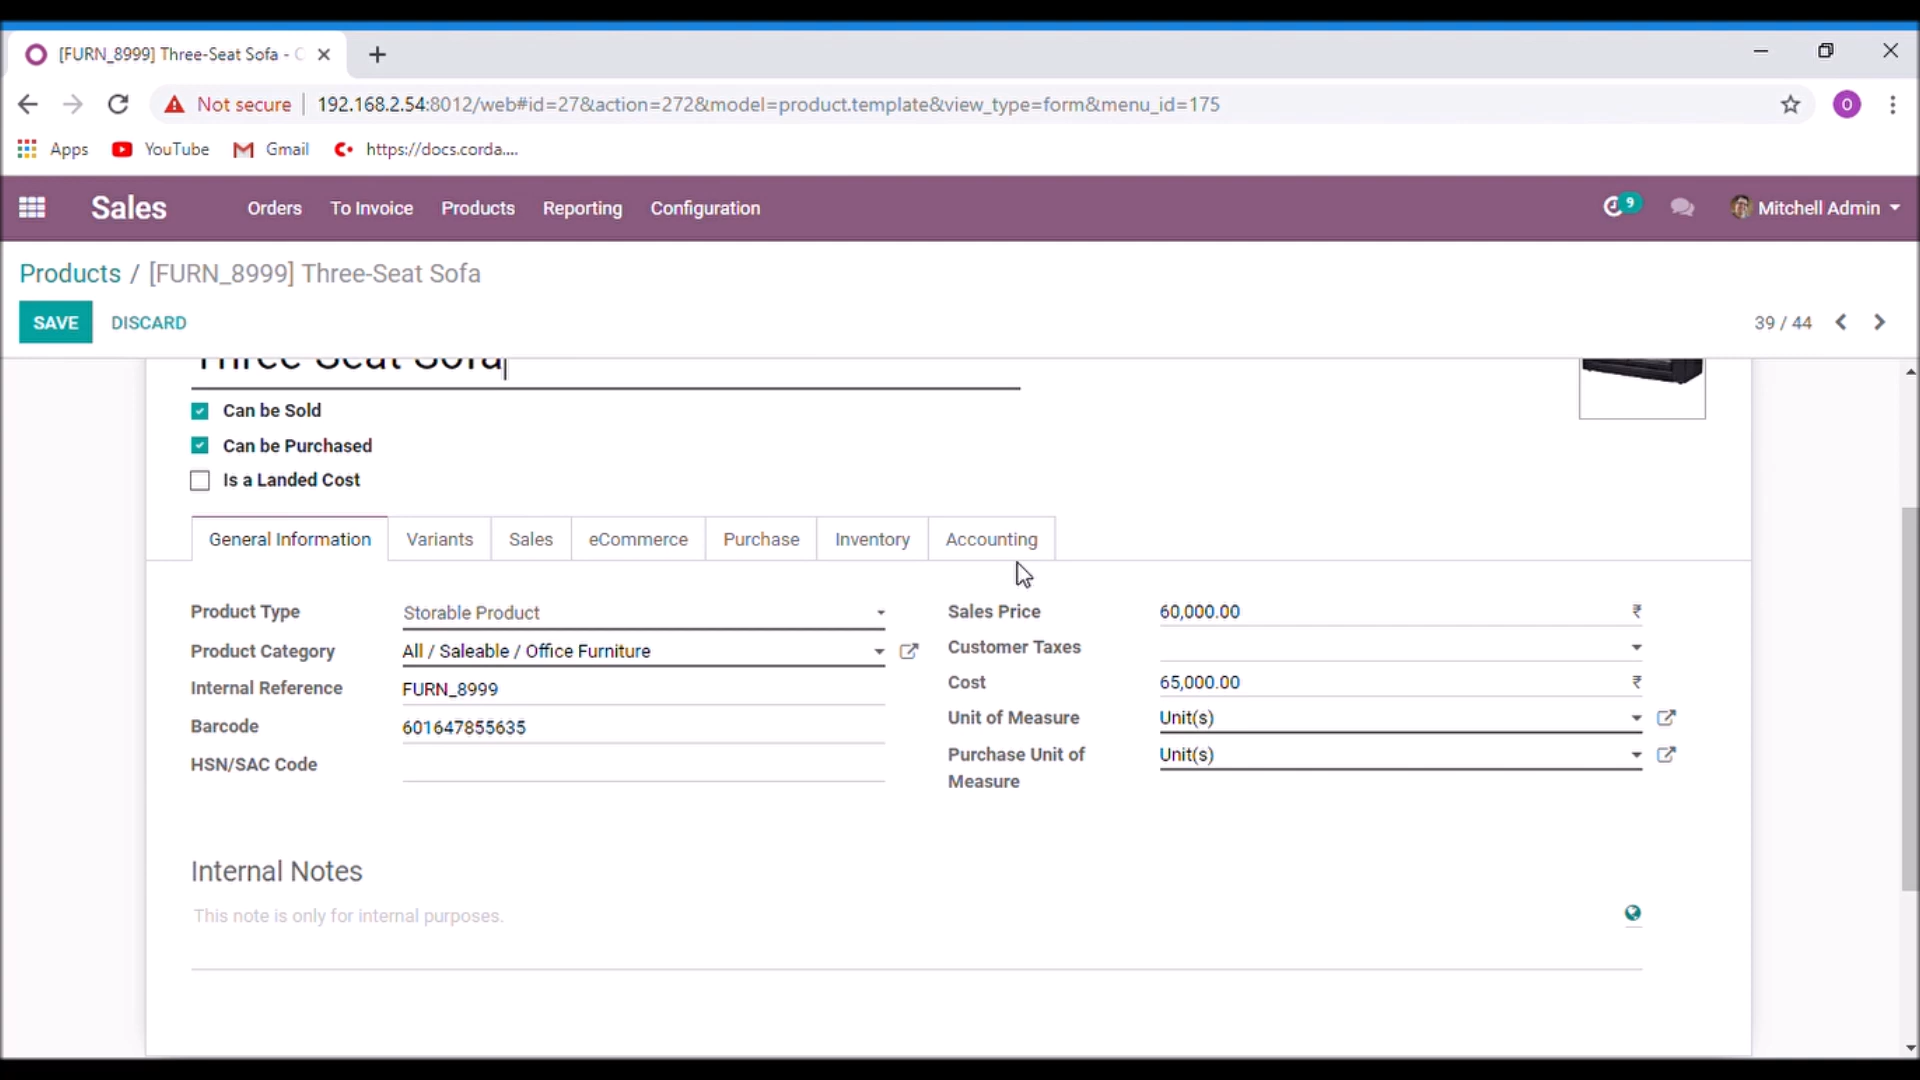 [FURN_8999] Three-Seat Sofa -
Not secure 192.168.2.54:8012/web#id=27&action=272&model=product.template&view_type=form&menu_id=175 O
Apps YouTube Gmail https://docs.corda....
Sales Orders To Invoice Products Reporting Configuration 9 Mitchell Admin
Products / [FURN_8999] Three-Seat Sofa
SAVE DISCARD 39 / 44
Three-Seat Sofa
Can be Sold
Can be Purchased
Is a Landed Cost
General Information Variants Sales eCommerce Purchase Inventory Accounting
Product Type Storable Product Sales Price 60,000.00 ₹
Product Category All / Saleable / Office Furniture Customer Taxes
Internal Reference FURN_8999 Cost 65,000.00 ₹
Barcode 601647855635 Unit of Measure Unit(s)
HSN/SAC Code Purchase Unit of Unit(s)
Measure
Internal Notes
This note is only for internal purposes.